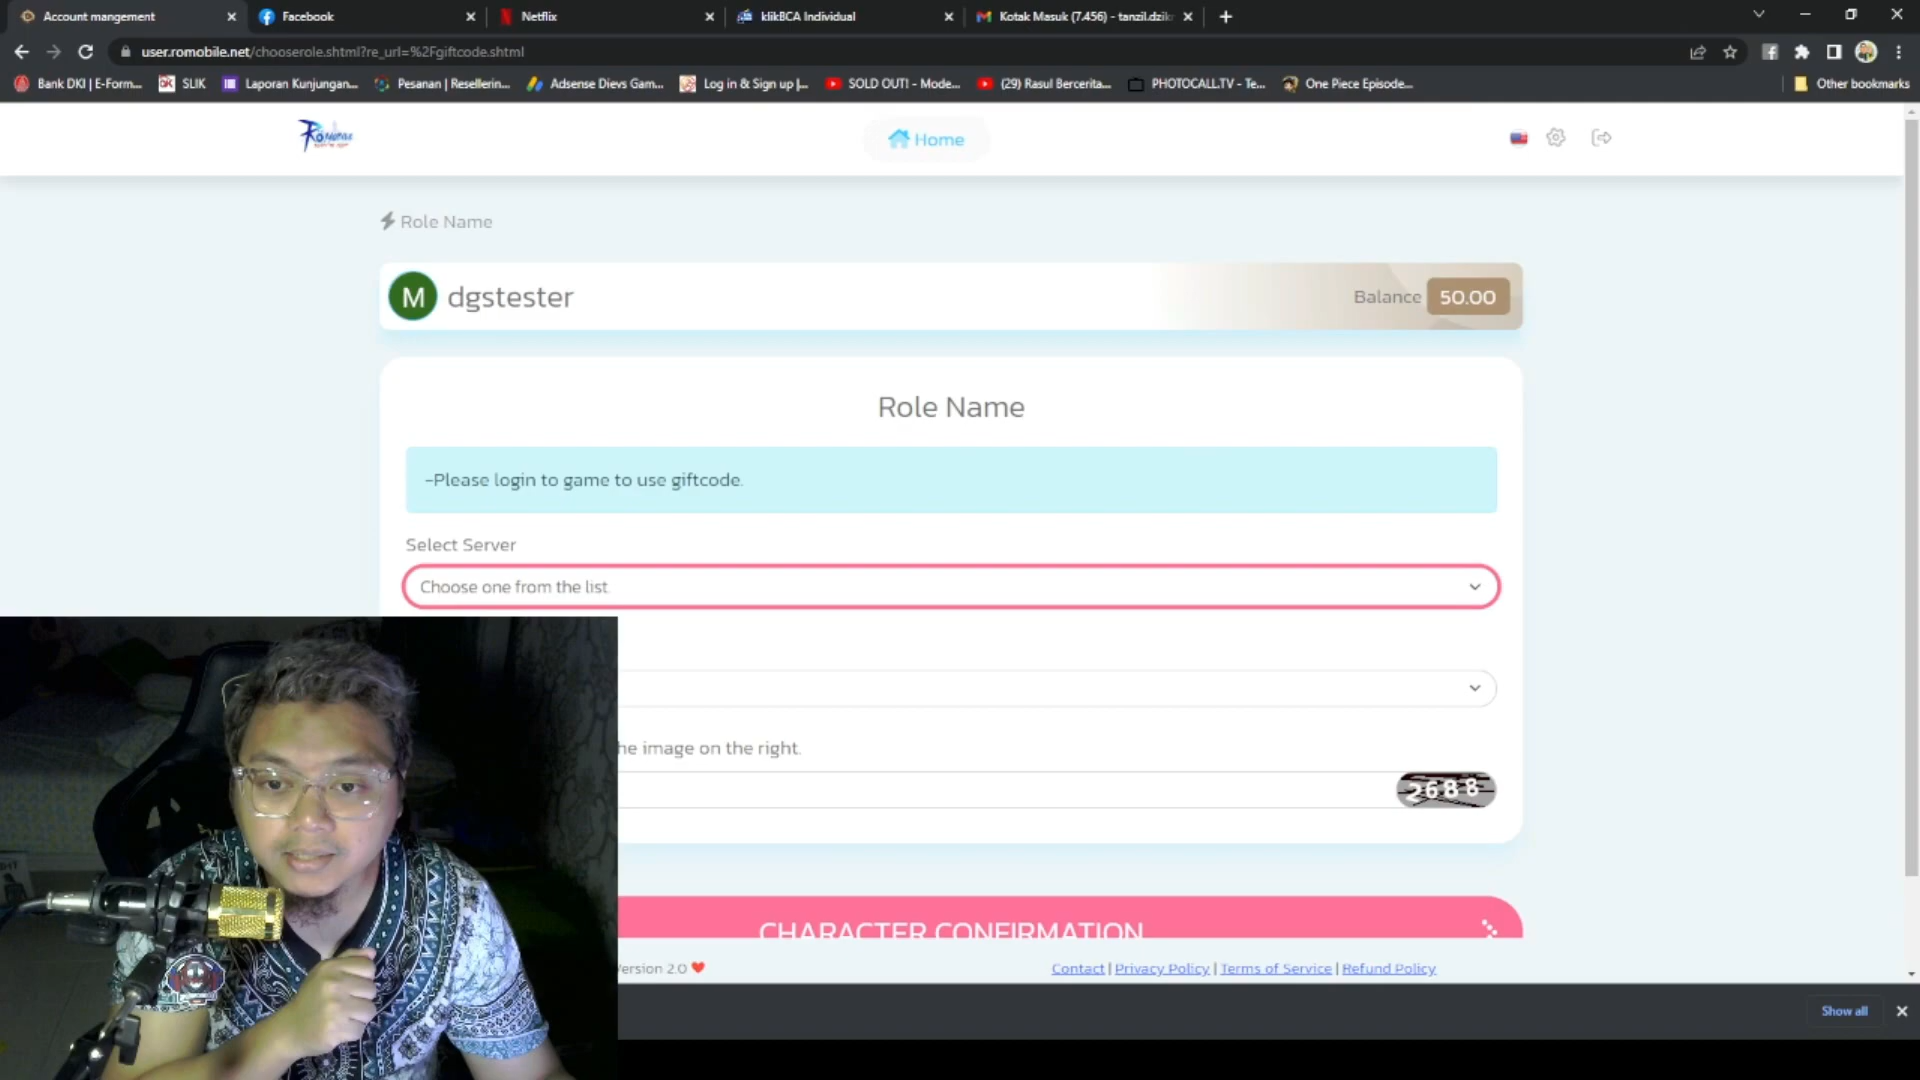 Account mangement
Facebook
Netflix
klikBCA Individual
Kotak Masuk (7.456) - tanzil.dzik
user.romobile.net/chooserole.shtml?re_url=%2Fgiftcode.shtml
Bank DKI | E-Form...
SLIK
Laporan Kunjungan...
Pesanan | Resellerin...
Adsense Dievs Gam...
Log in & Sign up |...
SOLD OUT! - Mode...
(29) Rasul Bercerita...
PHOTOCALL.TV - Te...
One Piece Episode...
Other bookmarks
Home
Role Name
M dgstester
Balance 50.00
Role Name
-Please login to game to use giftcode.
Select Server
Choose one from the list
he image on the right.
2688
CHARACTER CONFIRMATION
Version 2.0
Contact | Privacy Policy | Terms of Service | Refund Policy
Show all